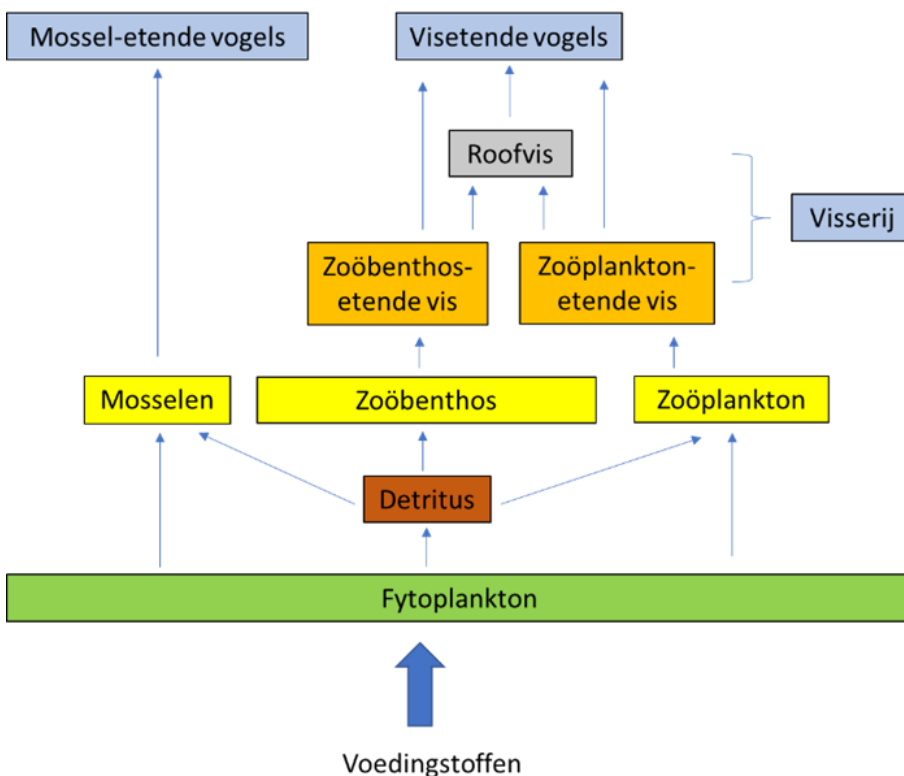 Mossel-etende vogels
Visetende vogels
Roofvis
Visserij
Zoöbenthos-
etende vis
Zoöplankton-
etende vis
Mosselen
Zoöbenthos
Zoöplankton
Detritus
Fytoplankton
Voedingstoffen